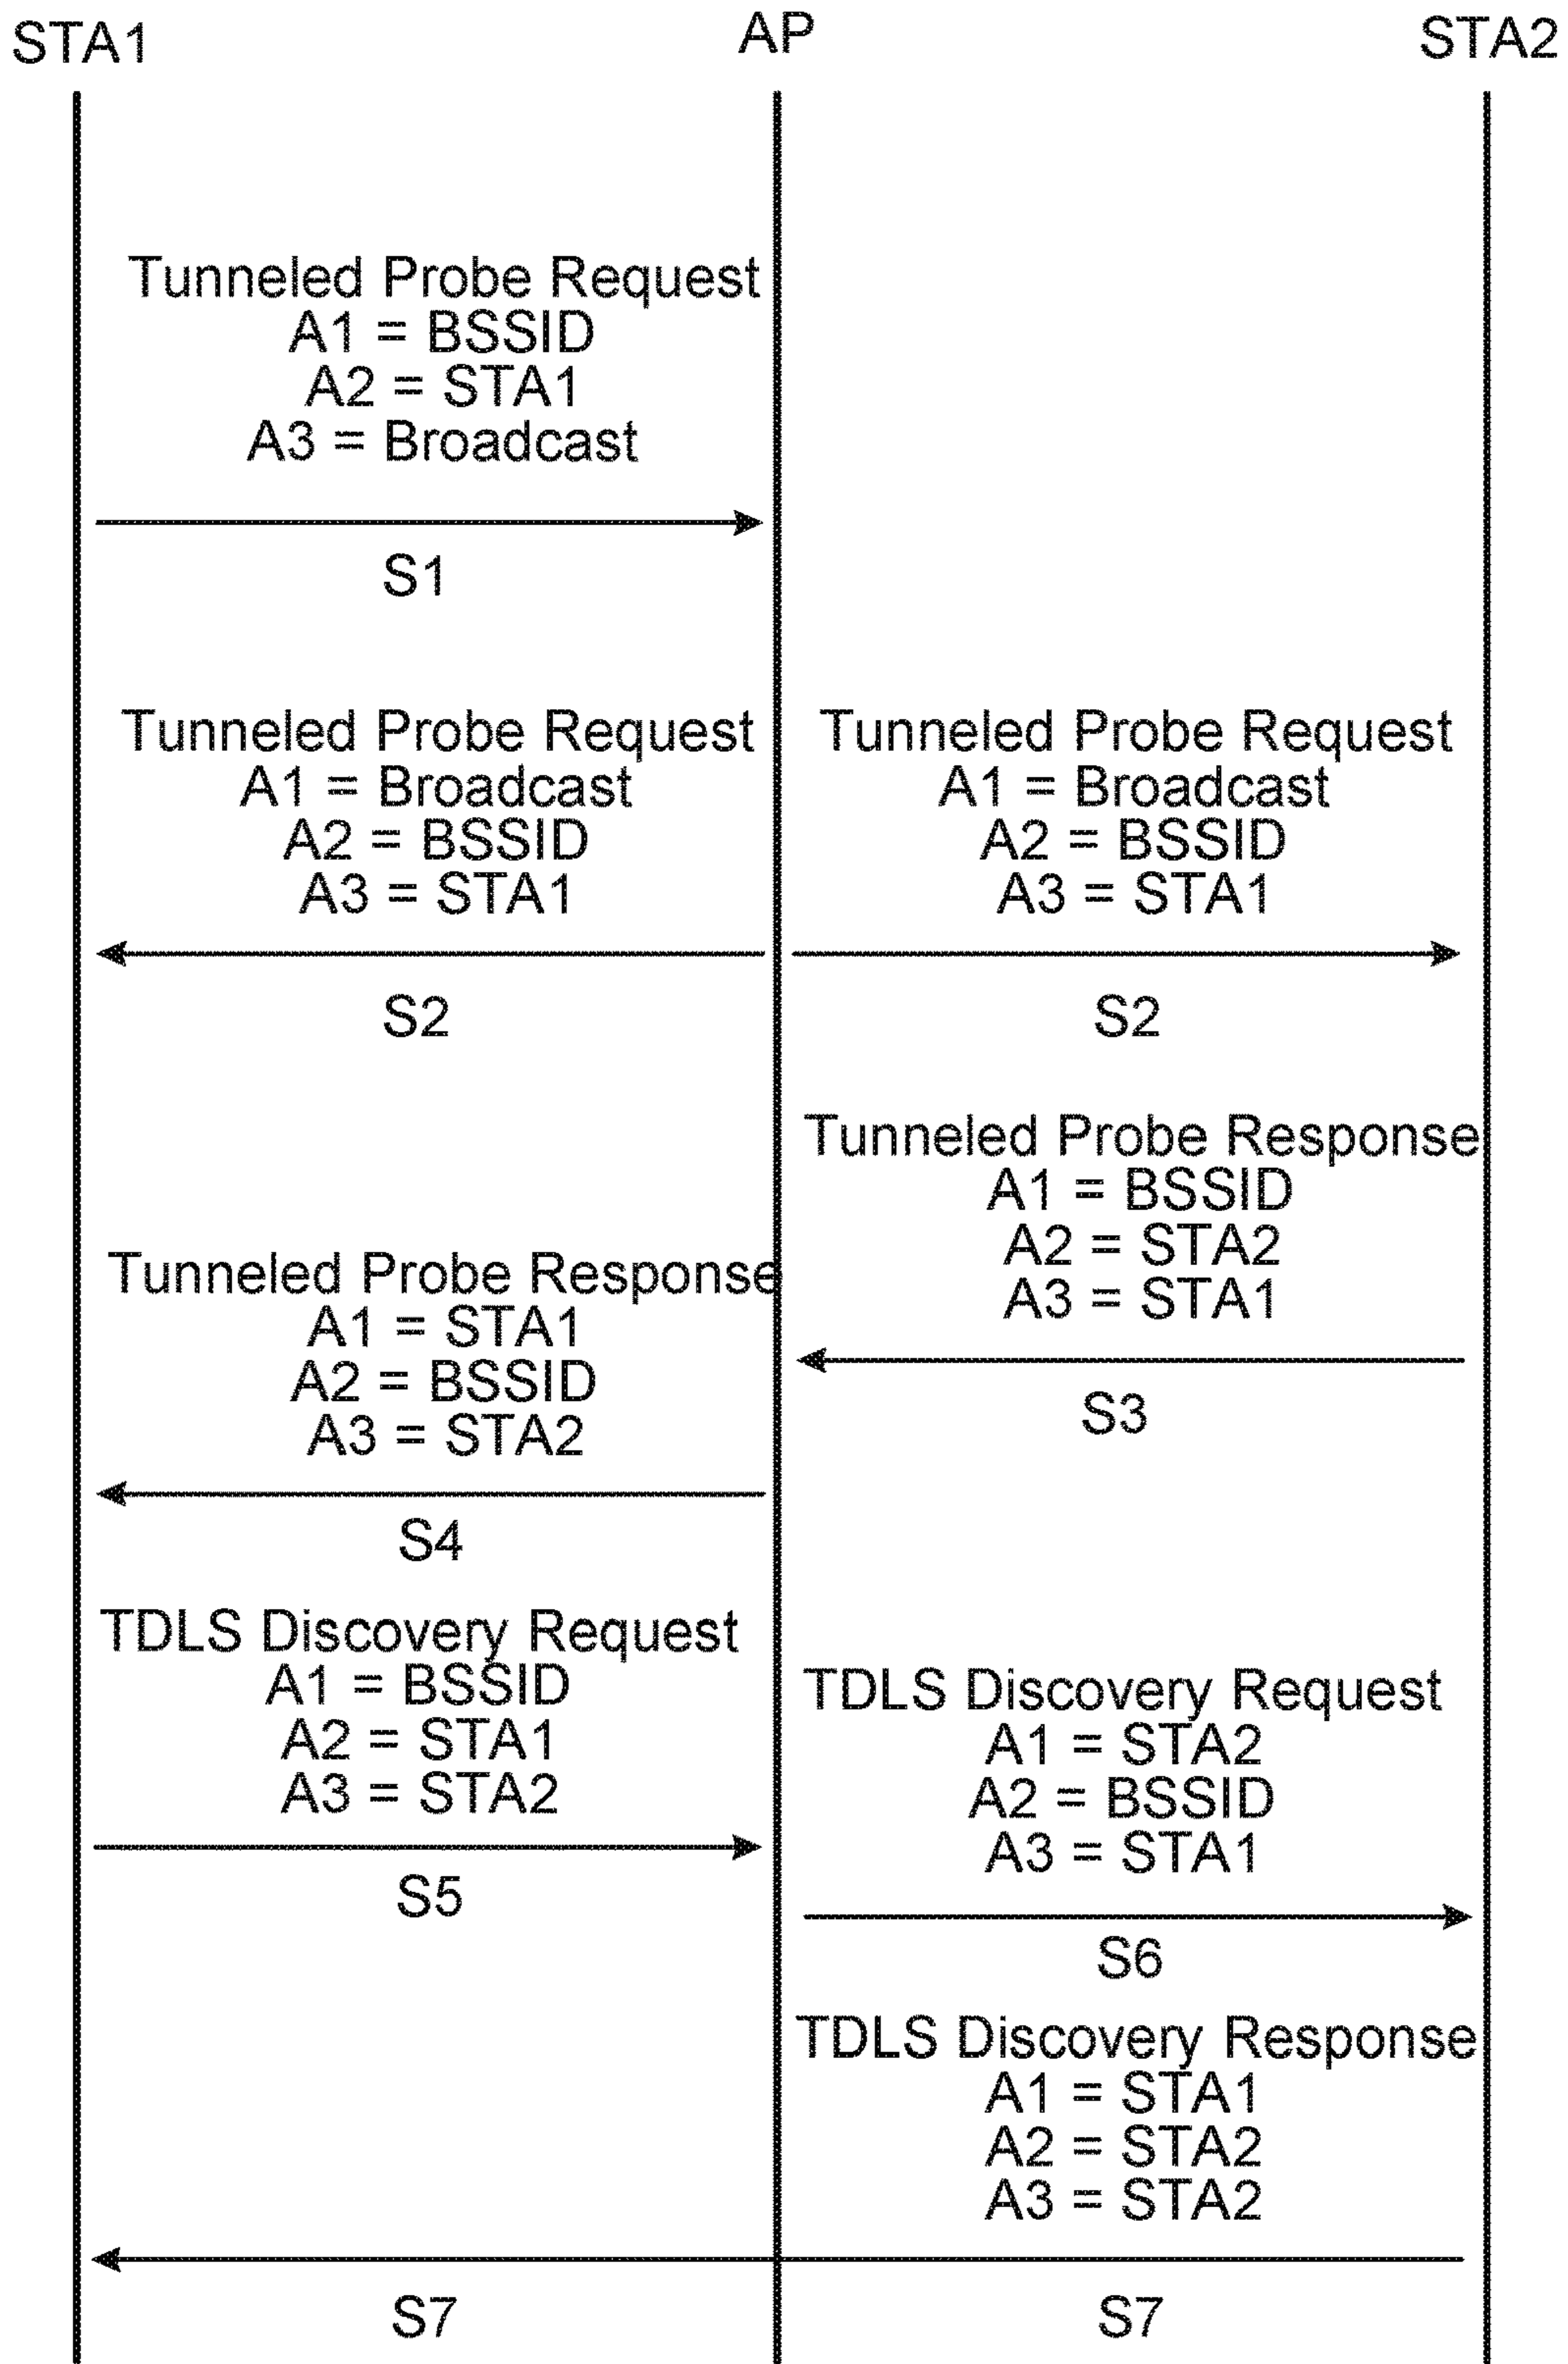 STA1
AP
STA2
Tunneled Probe Request
A1 = BSSID
A2 = STA1
A3 = Broadcast
S1
Tunneled Probe Request
A1 = Broadcast
A2 = BSSID
A3 = STA1
S2
Tunneled Probe Request
A1 = Broadcast
A2 = BSSID
A3 = STA1
S2
Tunneled Probe Response
A1 = BSSID
A2 = STA2
A3 = STA1
S3
Tunneled Probe Response
A1 = STA1
A2 = BSSID
A3 = STA2
S4
TDLS Discovery Request
A1 = BSSID
A2 = STA1
A3 = STA2
S5
TDLS Discovery Request
A1 = STA2
A2 = BSSID
A3 = STA1
S6
TDLS Discovery Response
A1 = STA1
A2 = STA2
A3 = STA2
S7
S7